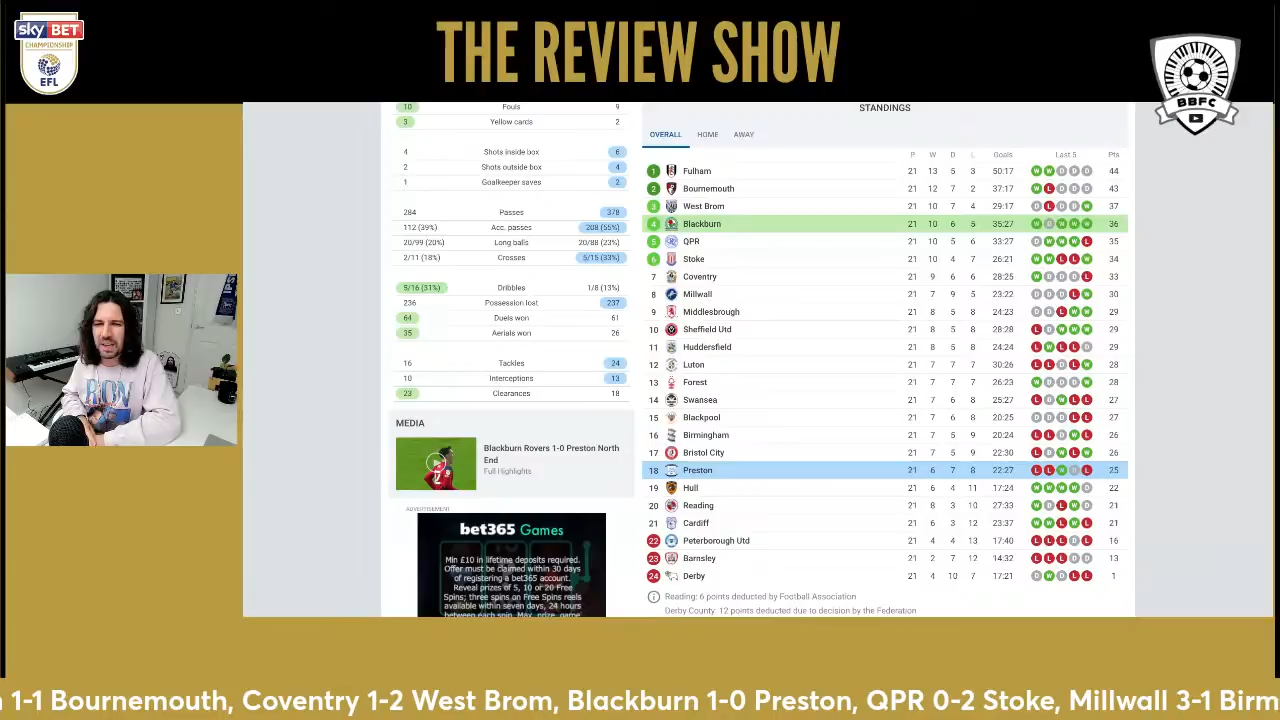 THE REVIEW SHOW
sky BET
CHAMPIONSHIP
EFL
BBFC
10 Fouls 9
3 Yellow cards 2
4 Shots inside box 6
2 Shots outside box 4
1 Goalkeeper saves 2
284 Passes 378
112 (39%) Acc. passes 208 (55%)
20/99 (20%) Long balls 20/88 (23%)
2/11 (18%) Crosses 5/15 (33%)
5/16 (31%) Dribbles 1/8 (13%)
236 Possession lost 237
64 Duels won 61
35 Aerials won 26
16 Tackles 24
10 Interceptions 13
23 Clearances 18
MEDIA
Blackburn Rovers 1-0 Preston North
End
Full Highlights
ADVERTISEMENT
bet365 Games
Min £10 in lifetime deposits required.
Offer must be claimed within 30 days
of registering a bet365 account.
Reveal prizes of 5, 10 or 20 Free
Spins; three spins on Free Spins reels
available within seven days, 24 hours
between each spin. Max. prize, game
STANDINGS
OVERALL HOME AWAY
P W D L Goals Last 5 Pts
1 Fulham 21 13 5 3 50:17 W W D D D 44
2 Bournemouth 21 12 7 2 37:17 W L D D D 43
3 West Brom 21 10 7 4 29:17 D L D D W 37
4 Blackburn 21 10 6 5 35:27 W D W W W 36
5 QPR 21 10 5 6 33:27 D W W W L 35
6 Stoke 21 10 4 7 26:21 W W L L W 34
7 Coventry 21 9 6 6 28:25 W D D D L 33
8 Millwall 21 7 9 5 23:22 D D D L W 30
9 Middlesbrough 21 8 5 8 24:23 D D L W W 29
10 Sheffield Utd 21 8 5 8 28:28 L D W W W 29
11 Huddersfield 21 8 5 8 24:24 L W L L D 29
12 Luton 21 7 7 7 30:26 L L D L W 28
13 Forest 21 7 7 7 26:23 W D D D W 28
14 Swansea 21 7 6 8 25:27 L D W L L 27
15 Blackpool 21 7 6 8 20:25 D D D L L 27
16 Birmingham 21 7 5 9 20:24 L L D W L 26
17 Bristol City 21 7 5 9 22:30 L D W L W 26
18 Preston 21 6 7 8 22:27 L L W D L 25
19 Hull 21 6 4 11 17:24 W W W W D 22
20 Reading 21 8 3 10 27:33 W D L W L 21
21 Cardiff 21 6 3 12 23:37 W W L W L 21
22 Peterborough Utd 21 4 4 13 17:40 L L L D L 16
23 Barnsley 21 2 7 12 14:32 L L L D D 13
24 Derby 21 4 10 7 17:21 D W D L L 1
Reading: 6 points deducted by Football Association
Derby County: 12 points deducted due to decision by the Federation
1-1 Bournemouth, Coventry 1-2 West Brom, Blackburn 1-0 Preston, QPR 0-2 Stoke, Millwall 3-1 Birm